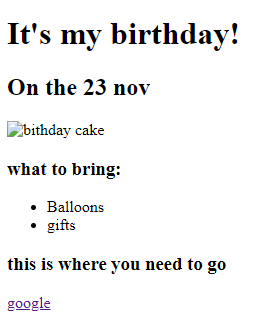 It's my birthday!
On the 23 nov
bithday cake
what to bring:
Balloons
gifts
this is where you need to go
google